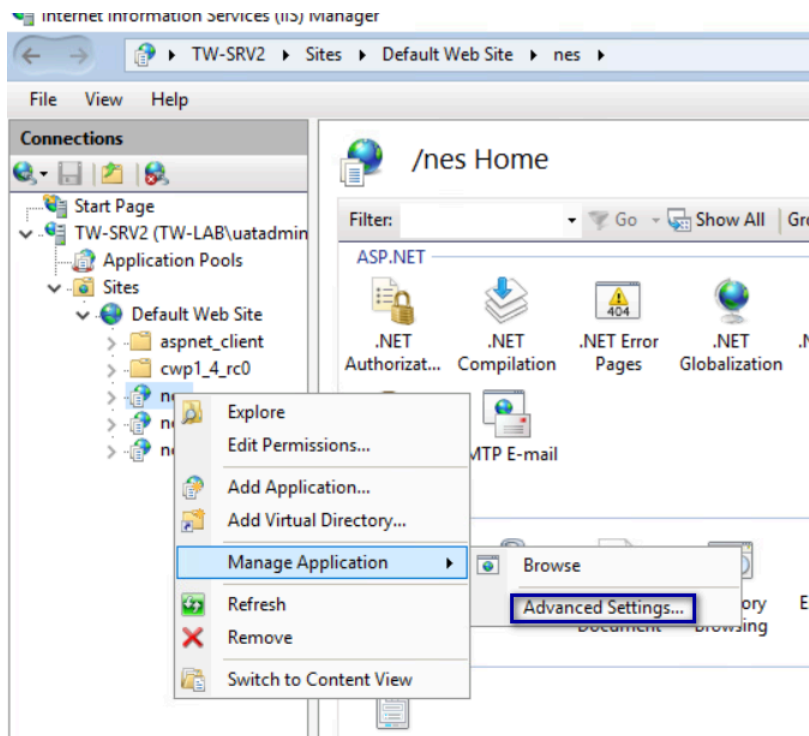 Internet Information Services (IIS) Manager
TW-SRV2 Sites Default Web Site nes
File View Help
Connections
Start Page
TW-SRV2 (TW-LAB\uatadmin
Application Pools
Sites
Default Web Site
aspnet_client
cwp1_4_rc0
/nes Home
Filter: Go Show All
ASP.NET
.NET Authorizat...
.NET Compilation
.NET Error Pages
404
.NET Globalization
Explore
Edit Permissions...
Add Application...
Add Virtual Directory...
Manage Application
Refresh
Remove
Switch to Content View
MTP E-mail
Browse
Advanced Settings...
Document
Browsing